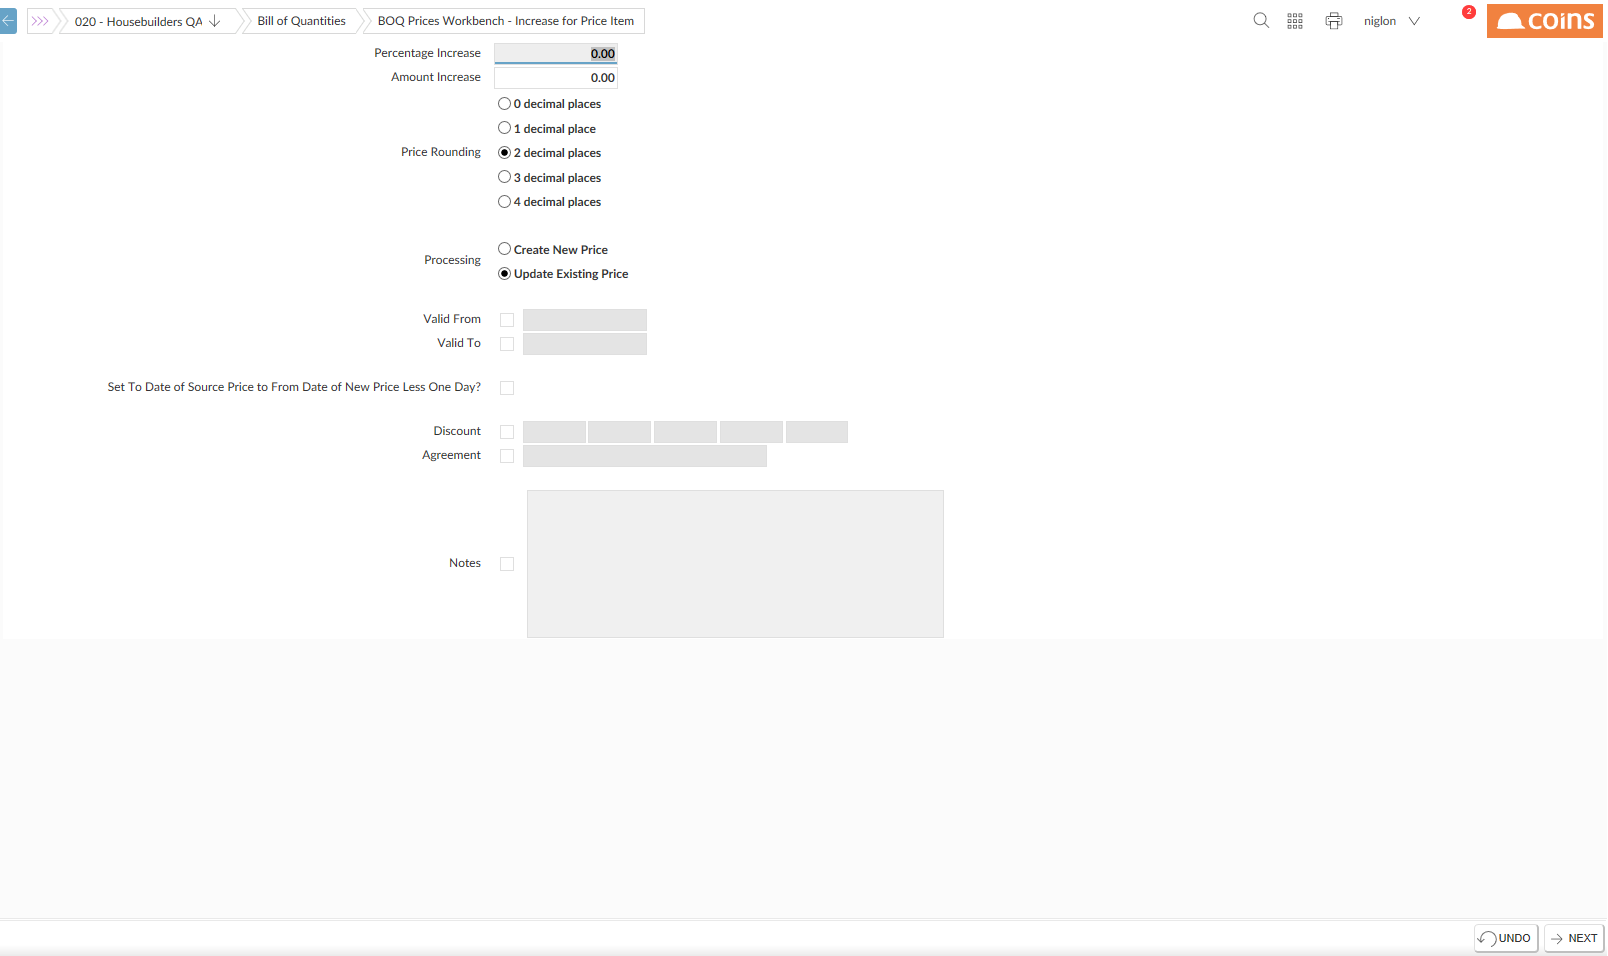 020 - Housebuilders QA
Bill of Quantities
BOQ Prices Workbench - Increase for Price Item
niglon
2
coins
Percentage Increase 0.00
Amount Increase 0.00
Price Rounding
0 decimal places
1 decimal place
2 decimal places
3 decimal places
4 decimal places
Processing
Create New Price
Update Existing Price
Valid From
Valid To
Set To Date of Source Price to From Date of New Price Less One Day?
Discount
Agreement
Notes
UNDO
NEXT